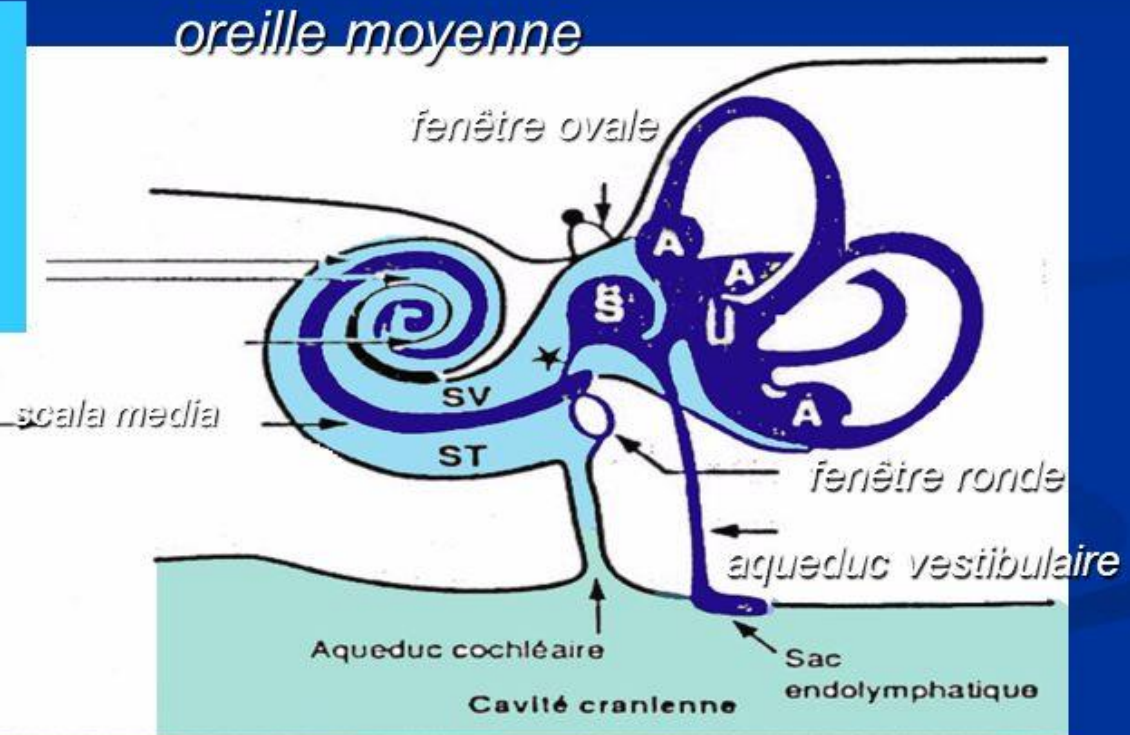 oreille moyenne
fenêtre ovale
A
A
S
U
A
SV
scala media
ST
fenêtre ronde
aqueduc vestibulaire
Aqueduc cochléaire
Sac
endolymphatique
Cavité cranienne